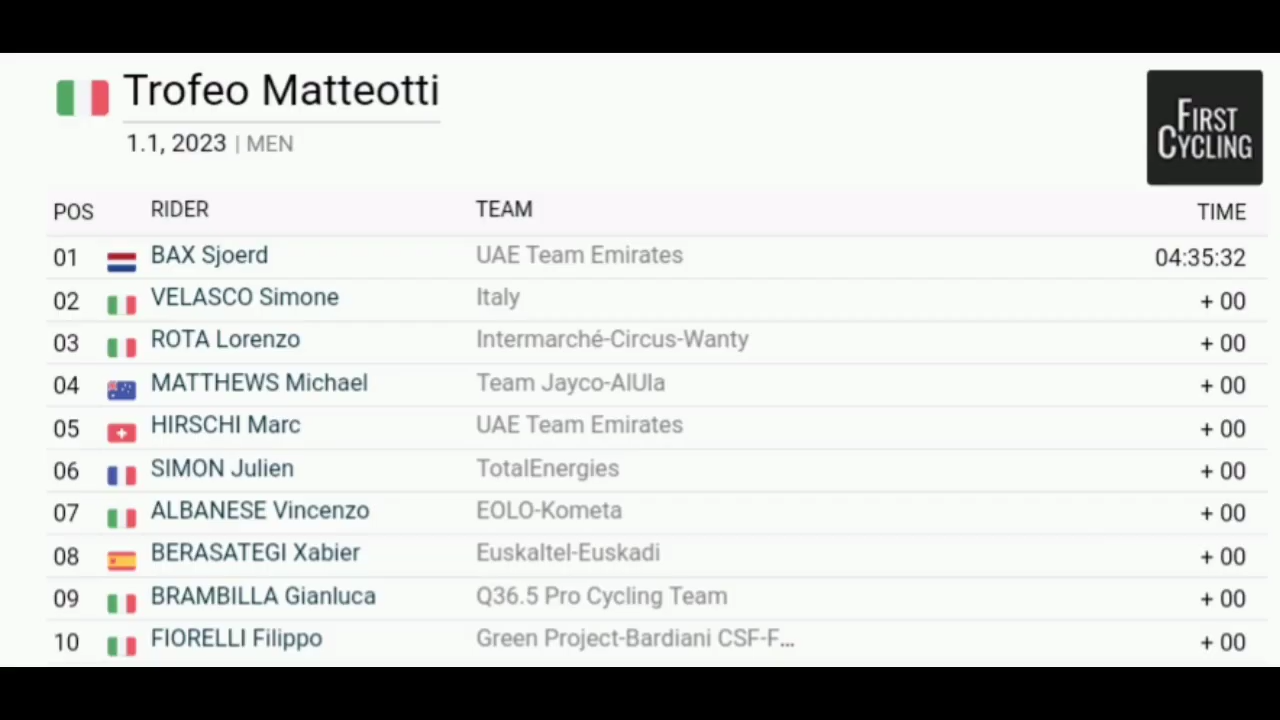 Trofeo Matteotti
1.1, 2023 | MEN
FIRST
CYCLING
POS RIDER TEAM TIME
01 BAX Sjoerd UAE Team Emirates 04:35:32
02 VELASCO Simone Italy + 00
03 ROTA Lorenzo Intermarché-Circus-Wanty + 00
04 MATTHEWS Michael Team Jayco-AlUla + 00
05 HIRSCHI Marc UAE Team Emirates + 00
06 SIMON Julien TotalEnergies + 00
07 ALBANESE Vincenzo EOLO-Kometa + 00
08 BERASATEGI Xabier Euskaltel-Euskadi + 00
09 BRAMBILLA Gianluca Q36.5 Pro Cycling Team + 00
10 FIORELLI Filippo Green Project-Bardiani CSF-F... + 00